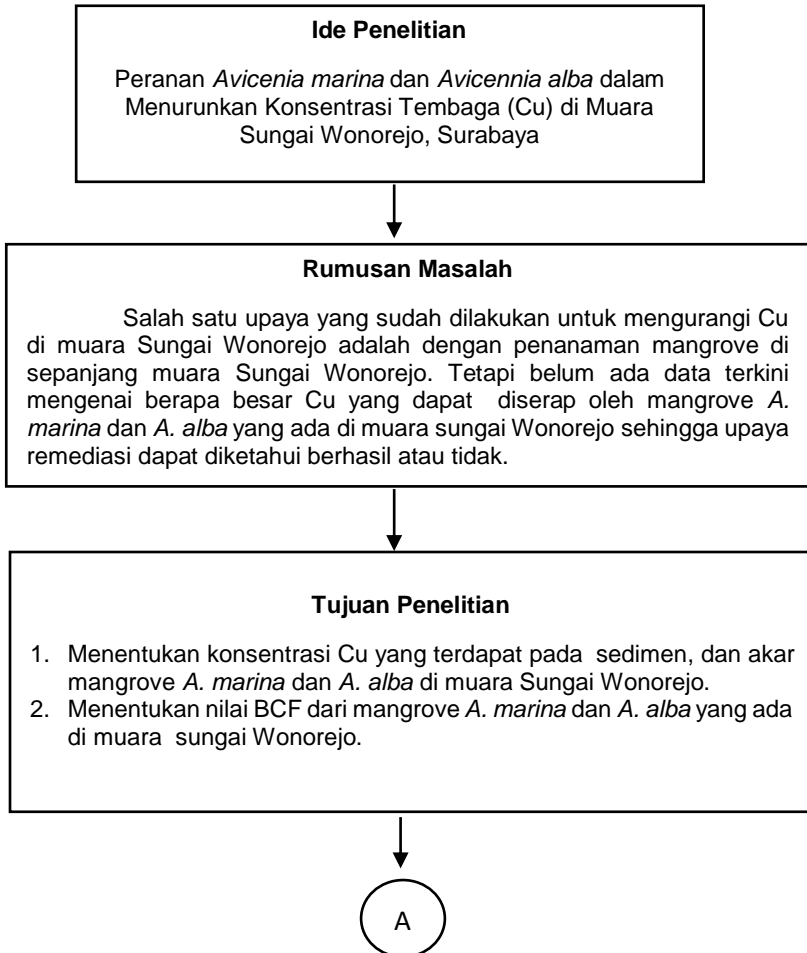 Ide Penelitian
Peranan Avicenia marina dan Avicennia alba dalam
Menurunkan Konsentrasi Tembaga (Cu) di Muara
Sungai Wonorejo, Surabaya
Rumusan Masalah
Salah satu upaya yang sudah dilakukan untuk mengurangi Cu
di muara Sungai Wonorejo adalah dengan penanaman mangrove di
sepanjang muara Sungai Wonorejo. Tetapi belum ada data terkini
mengenai berapa besar Cu yang dapat diserap oleh mangrove A.
marina dan A. alba yang ada di muara sungai Wonorejo sehingga upaya
remediasi dapat diketahui berhasil atau tidak.
Tujuan Penelitian
1. Menentukan konsentrasi Cu yang terdapat pada sedimen, dan akar
mangrove A. marina dan A. alba di muara Sungai Wonorejo.
2. Menentukan nilai BCF dari mangrove A. marina dan A. alba yang ada
di muara sungai Wonorejo.
A